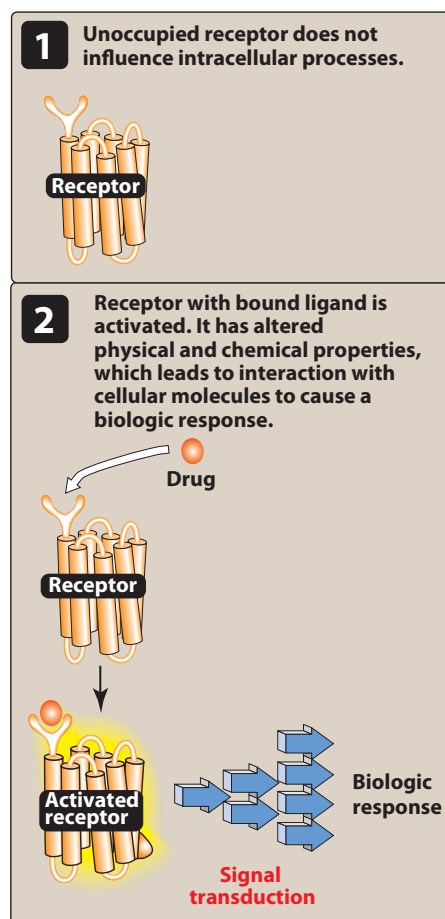 1
Unoccupied receptor does not
influence intracellular processes.
Receptor
2
Receptor with bound ligand is
activated. It has altered
physical and chemical properties,
which leads to interaction with
cellular molecules to cause a
biologic response.
Drug
Receptor
Activated
receptor
Biologic
response
Signal
transduction